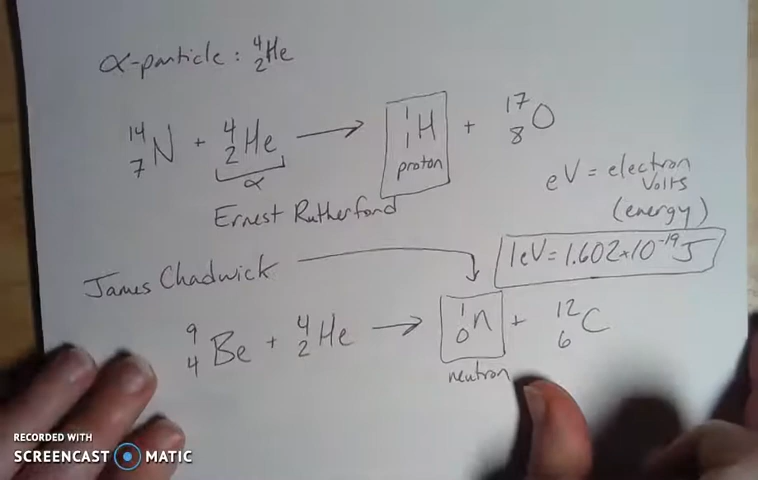 α-particle : ⁴₂He
¹⁴₇N + ⁴₂He → ¹₁H + ¹⁷₈O
α
proton
Ernest Rutherford
eV = electron
Volts
(energy)
1eV = 1.602×10⁻¹⁹J
James Chadwick
⁹₄Be + ⁴₂He → ¹₀n + ¹²₆C
neutron
RECORDED WITH
SCREENCAST MATIC